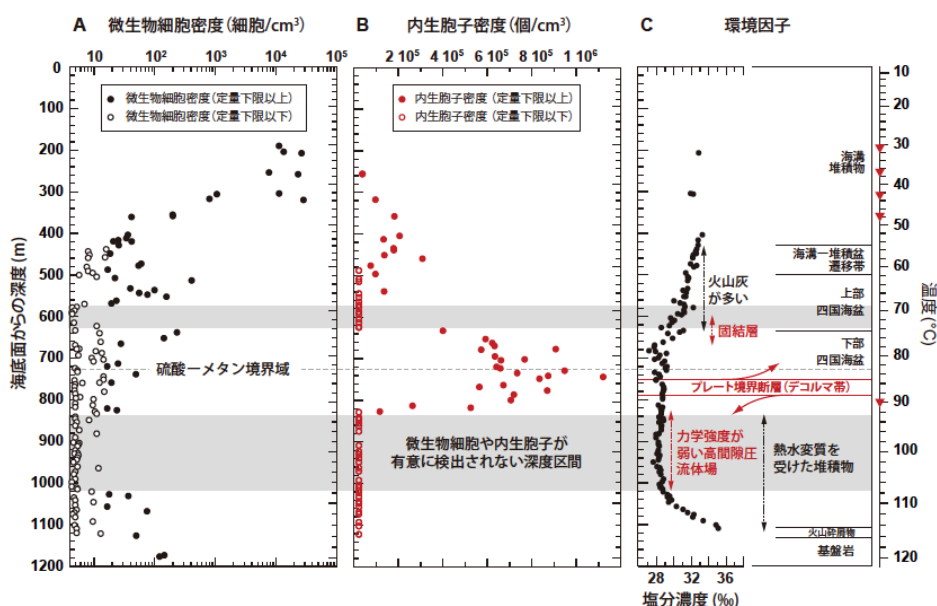 A 微生物細胞密度(細胞/cm³)
10 10² 10³ 10⁴ 10⁵
B 内生胞子密度(個/cm³)
2 10⁵ 4 10⁵ 6 10⁵ 8 10⁵ 1 10⁶
C 環境因子
海底面からの深度(m)
0
100
200
300
400
500
600
700
800
900
1000
1100
1200
微生物細胞密度(定量下限以上)
微生物細胞密度(定量下限以下)
内生胞子密度(定量下限以上)
内生胞子密度(定量下限以下)
硫酸ーメタン境界域
微生物細胞や内生胞子が
有意に検出されない深度区間
海溝
堆積物
海溝ー堆積盆
遷移帯
火山灰
が多い
上部
四国海盆
固結層
下部
四国海盆
プレート境界断層(デコルマ帯)
力学強度が
弱い高間隙圧
流体場
熱水変質を
受けた堆積物
火山砕屑物
基盤岩
28 32 36
塩分濃度(‰)
10
20
30
40
50
60
70
80
90
100
110
120
温度(°C)